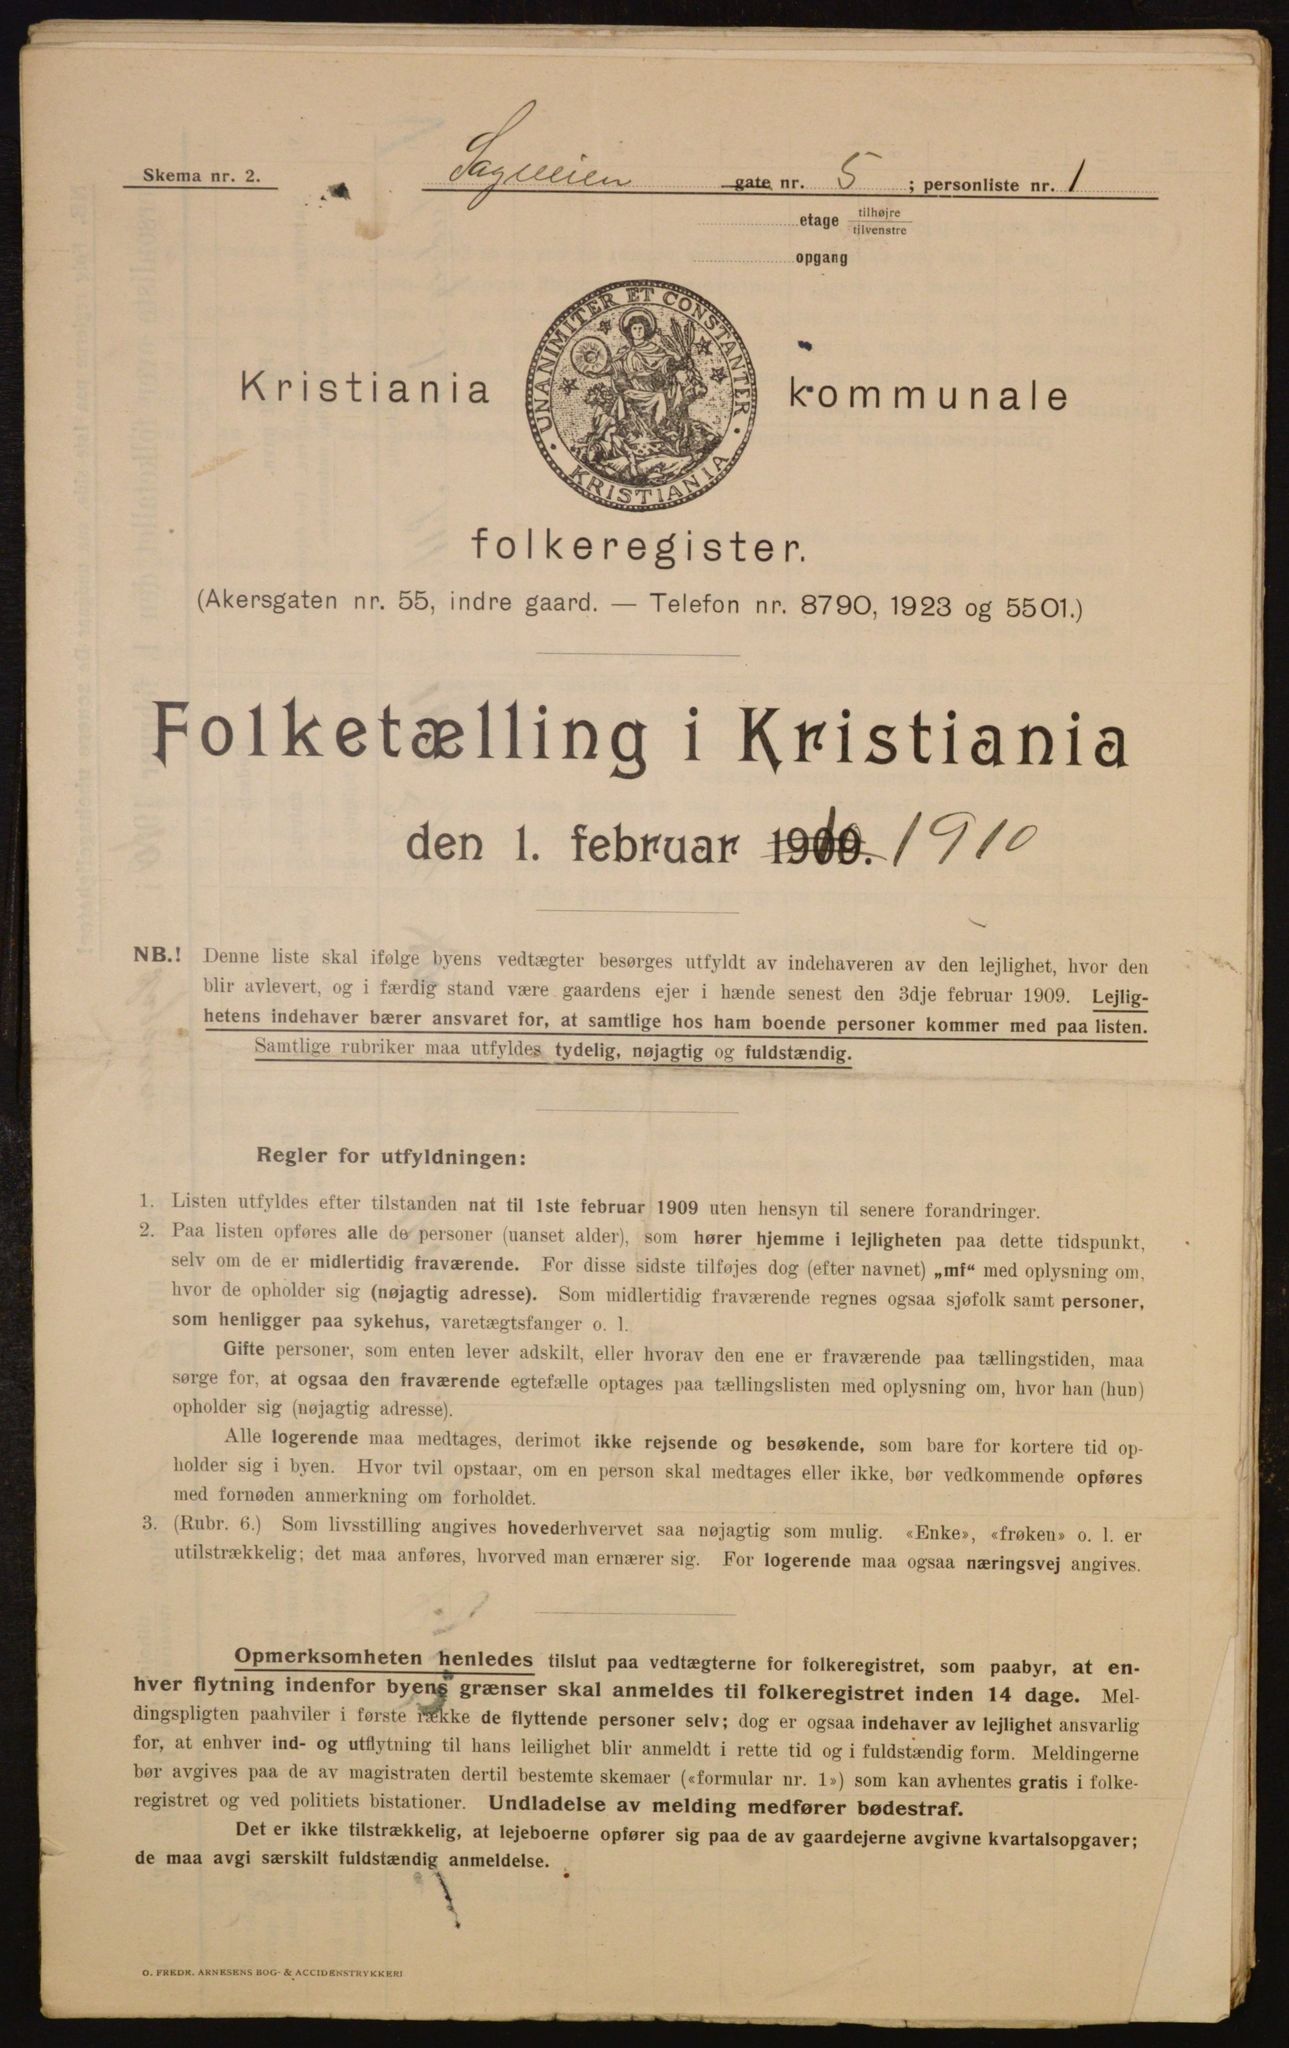 Skema nr. 2.
Sagveien gate nr. 5 ; personliste nr. 1
etage tilhøjre
tilvenstre
opgang
UNANIMITER ET CONSTANTER
KRISTIANIA
Kristiania kommunale
folkeregister.
(Akersgaten nr. 55, indre gaard. — Telefon nr. 8790, 1923 og 5501.)
Folketælling i Kristiania
den 1. februar 1909. 1910
NB.! Denne liste skal ifølge byens vedtægter besørges utfyldt av indehaveren av den lejlighet, hvor den
blir avlevert, og i færdig stand være gaardens ejer i hænde senest den 3dje februar 1909. Lejlig-
hetens indehaver bærer ansvaret for, at samtlige hos ham boende personer kommer med paa listen.
Samtlige rubriker maa utfyldes tydelig, nøjagtig og fuldstændig.
Regler for utfyldningen:
1. Listen utfyldes efter tilstanden nat til 1ste februar 1909 uten hensyn til senere forandringer.
2. Paa listen opføres alle de personer (uanset alder), som hører hjemme i lejligheten paa dette tidspunkt,
selv om de er midlertidig fraværende. For disse sidste tilføjes dog (efter navnet) „mf“ med oplysning om,
hvor de opholder sig (nøjagtig adresse). Som midlertidig fraværende regnes ogsaa sjøfolk samt personer,
som henligger paa sykehus, varetægtsfanger o. l.
Gifte personer, som enten lever adskilt, eller hvorav den ene er fraværende paa tællingstiden, maa
sørge for, at ogsaa den fraværende egtefælle optages paa tællingslisten med oplysning om, hvor han (hun)
opholder sig (nøjagtig adresse).
Alle logerende maa medtages, derimot ikke rejsende og besøkende, som bare for kortere tid op-
holder sig i byen. Hvor tvil opstaar, om en person skal medtages eller ikke, bør vedkommende opføres
med fornøden anmerkning om forholdet.
3. (Rubr. 6.) Som livsstilling angives hovederhvervet saa nøjagtig som mulig. «Enke», «frøken» o. l. er
utilstrækkelig; det maa anføres, hvorved man ernærer sig. For logerende maa ogsaa næringsvej angives.
Opmerksomheten henledes tilslut paa vedtægterne for folkeregistret, som paabyr, at en-
hver flytning indenfor byens grænser skal anmeldes til folkeregistret inden 14 dage. Mel-
dingspligten paahviler i første række de flyttende personer selv; dog er ogsaa indehaver av lejlighet ansvarlig
for, at enhver ind- og utflytning til hans leilighet blir anmeldt i rette tid og i fuldstændig form. Meldingerne
bør avgives paa de av magistraten dertil bestemte skemaer («formular nr. 1») som kan avhentes gratis i folke-
registret og ved politiets bistationer. Undladelse av melding medfører bødestraf.
Det er ikke tilstrækkelig, at lejeboerne opfører sig paa de av gaardejerne avgivne kvartalsopgaver;
de maa avgi særskilt fuldstændig anmeldelse.
O. FREDR. ARNESENS BOG- & ACCIDENSTRYKKERI